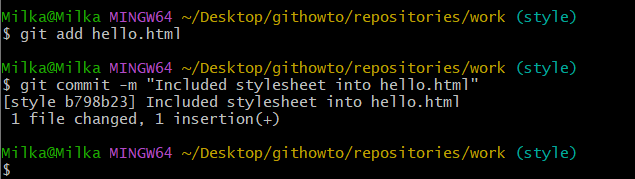 Milka@Milka MINGW64 ~/Desktop/githowto/repositories/work (style)
$ git add hello.html
Milka@Milka MINGW64 ~/Desktop/githowto/repositories/work (style)
$ git commit -m "Included stylesheet into hello.html"
[style b798b23] Included stylesheet into hello.html
 1 file changed, 1 insertion(+)
Milka@Milka MINGW64 ~/Desktop/githowto/repositories/work (style)
$